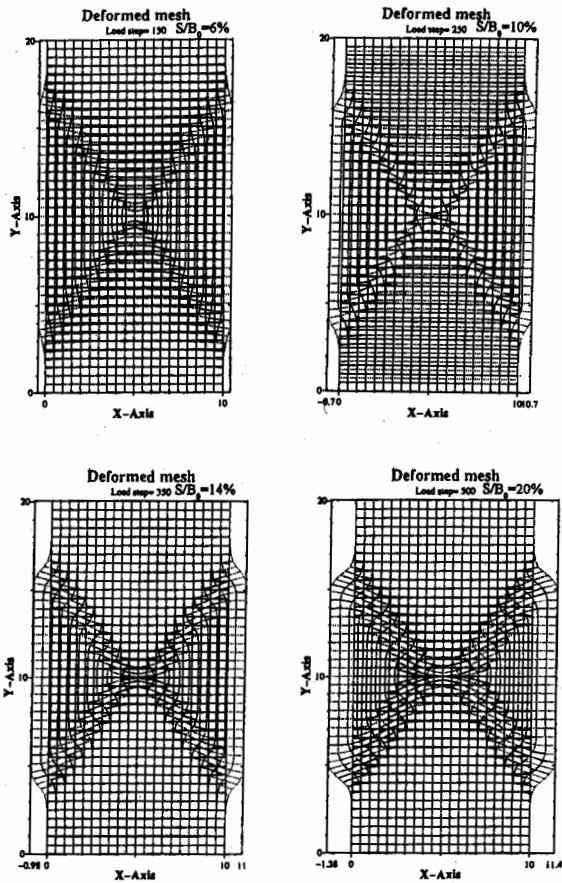 Deformed mesh
Load step= 150 S/B₀=6%
20
10
0
Y-Axis
0 10
X-Axis
Deformed mesh
Load step= 250 S/B₀=10%
20
10
0
Y-Axis
-0.70 1010.7
X-Axis
Deformed mesh
Load step= 350 S/B₀=14%
20
10
0
Y-Axis
-0.98 0 10 11
X-Axis
Deformed mesh
Load step= 500 S/B₀=20%
20
10
0
Y-Axis
-1.38 0 10 11.4
X-Axis